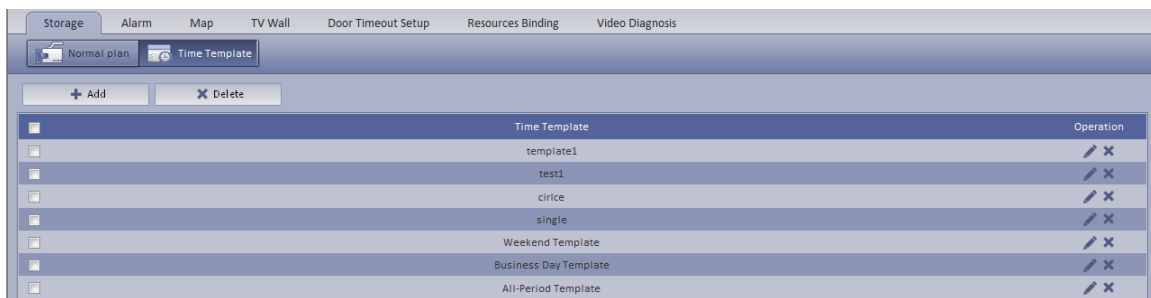 Storage Alarm Map TV Wall Door Timeout Setup Resources Binding Video Diagnosis
Normal plan Time Template
Add Delete
Time Template Operation
template1
test1
cirlce
single
Weekend Template
Business Day Template
All-Period Template